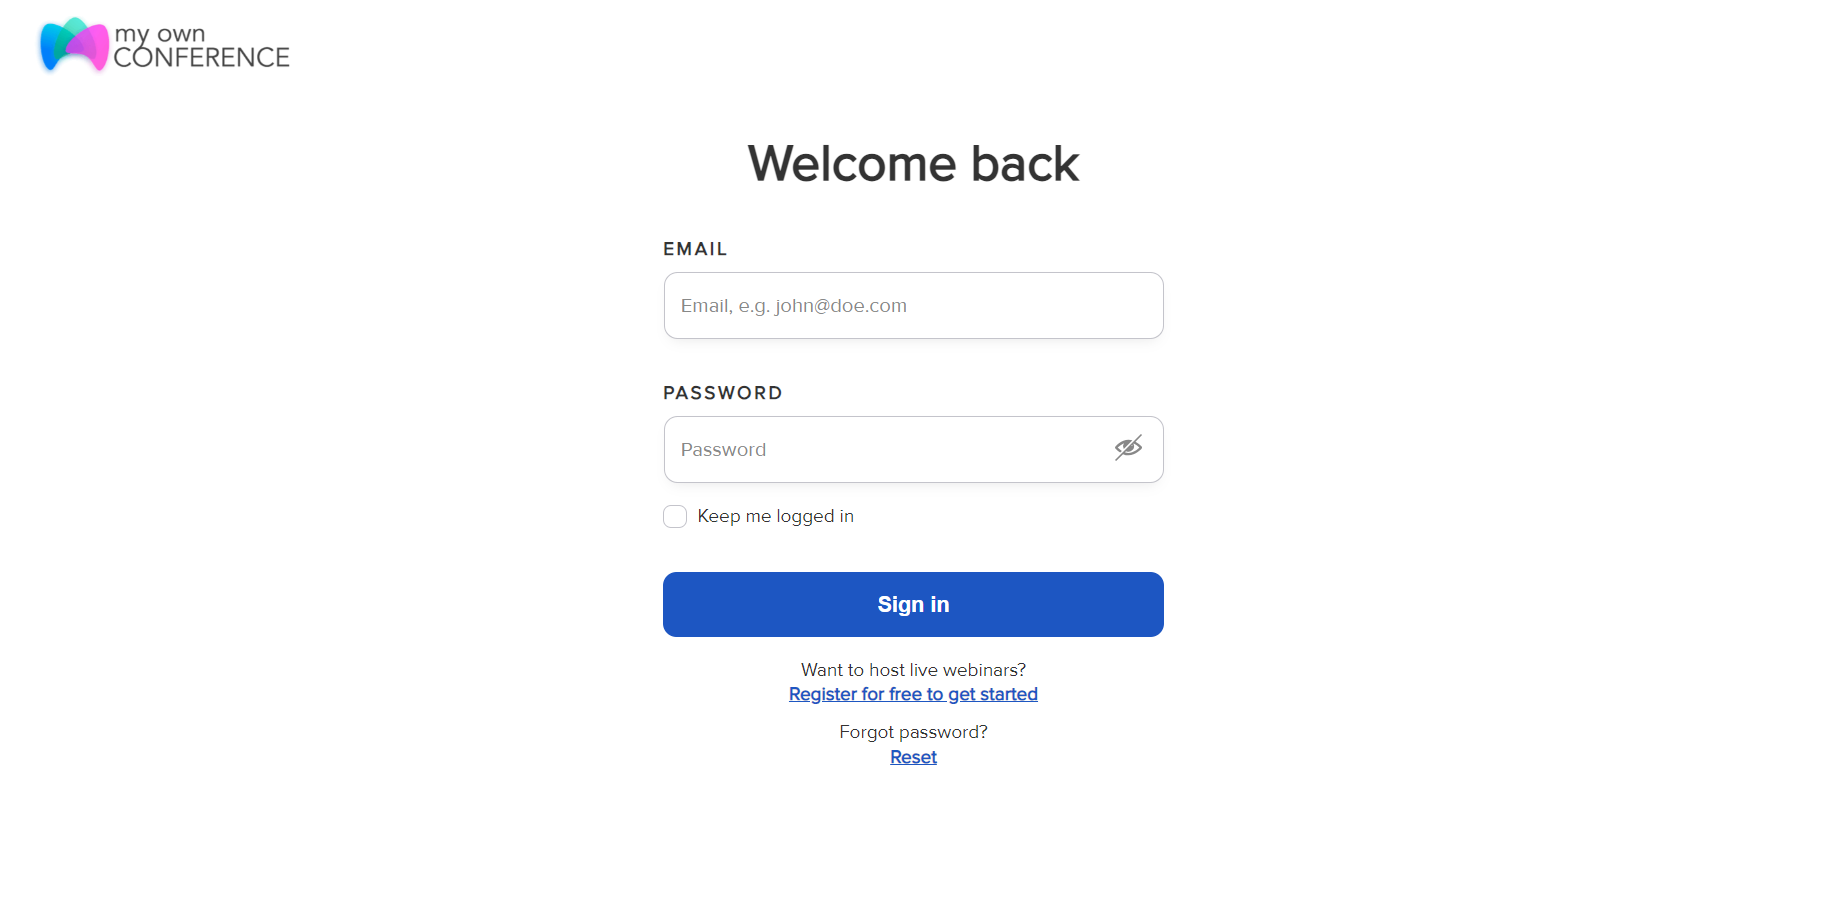 my own
CONFERENCE
Welcome back
EMAIL
Email, e.g. john@doe.com
PASSWORD
Password
Keep me logged in
Sign in
Want to host live webinars?
Register for free to get started
Forgot password?
Reset